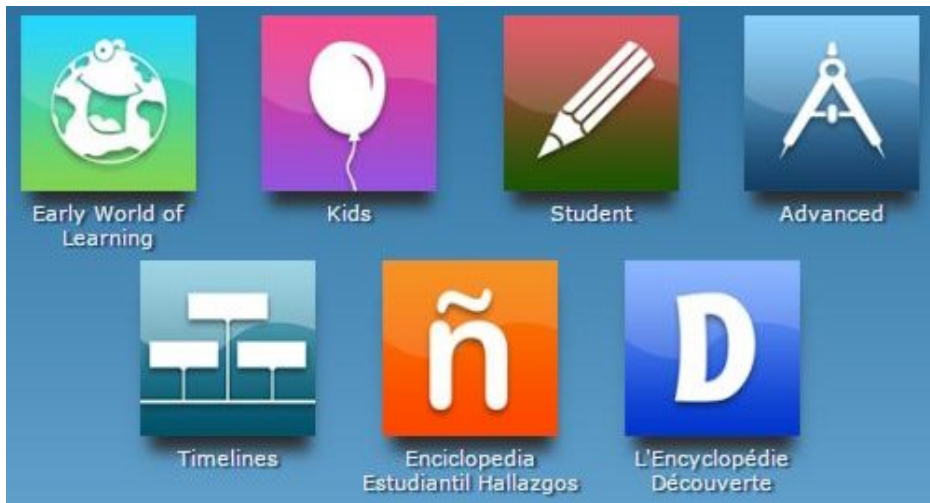 Early World of
Learning
Kids
Student
Advanced
Timelines
ñ
Enciclopedia
Estudiantil Hallazgos
D
L'Encyclopédie
Découverte